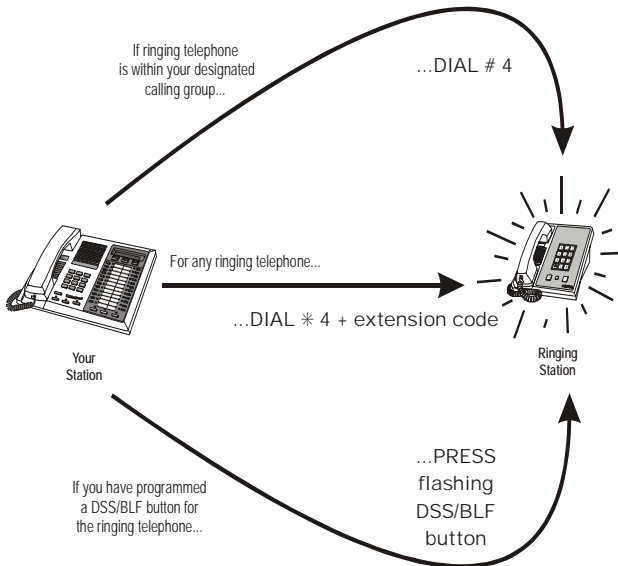 If ringing telephone
is within your designated
calling group...
...DIAL # 4
For any ringing telephone...
...DIAL ✳ 4 + extension code
Your
Station
Ringing
Station
If you have programmed
a DSS/BLF button for
the ringing telephone...
...PRESS
flashing
DSS/BLF
button